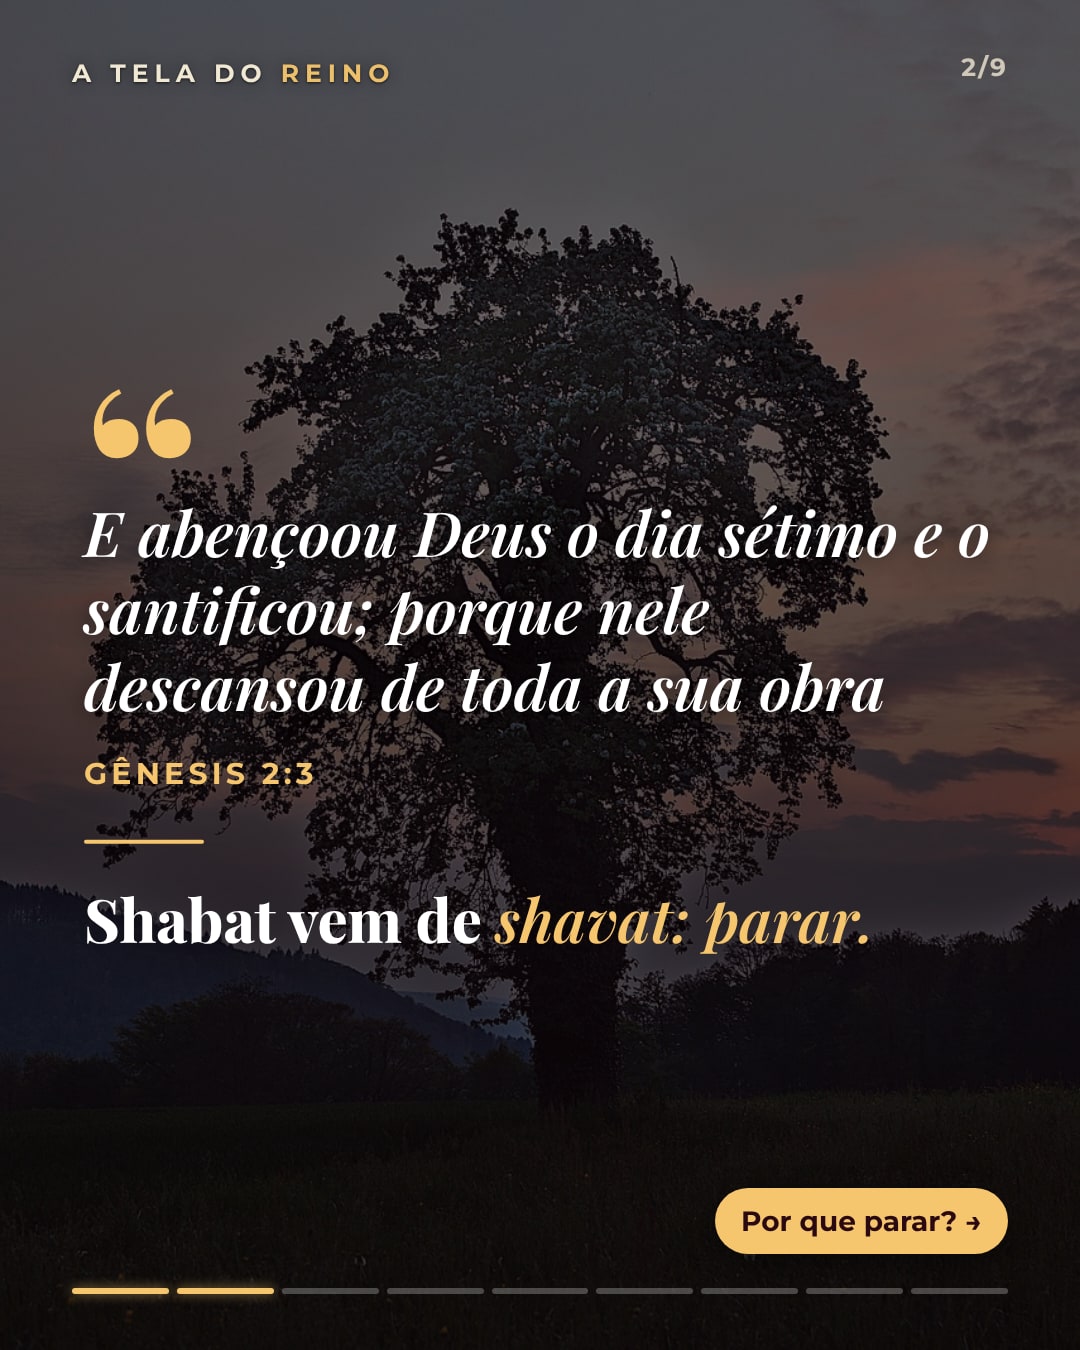 A TELA DO REINO
2/9
“
E abençoou Deus o dia sétimo e o
santificou; porque nele
descansou de toda a sua obra
GÊNESIS 2:3
Shabat vem de shavat: parar.
Por que parar? →